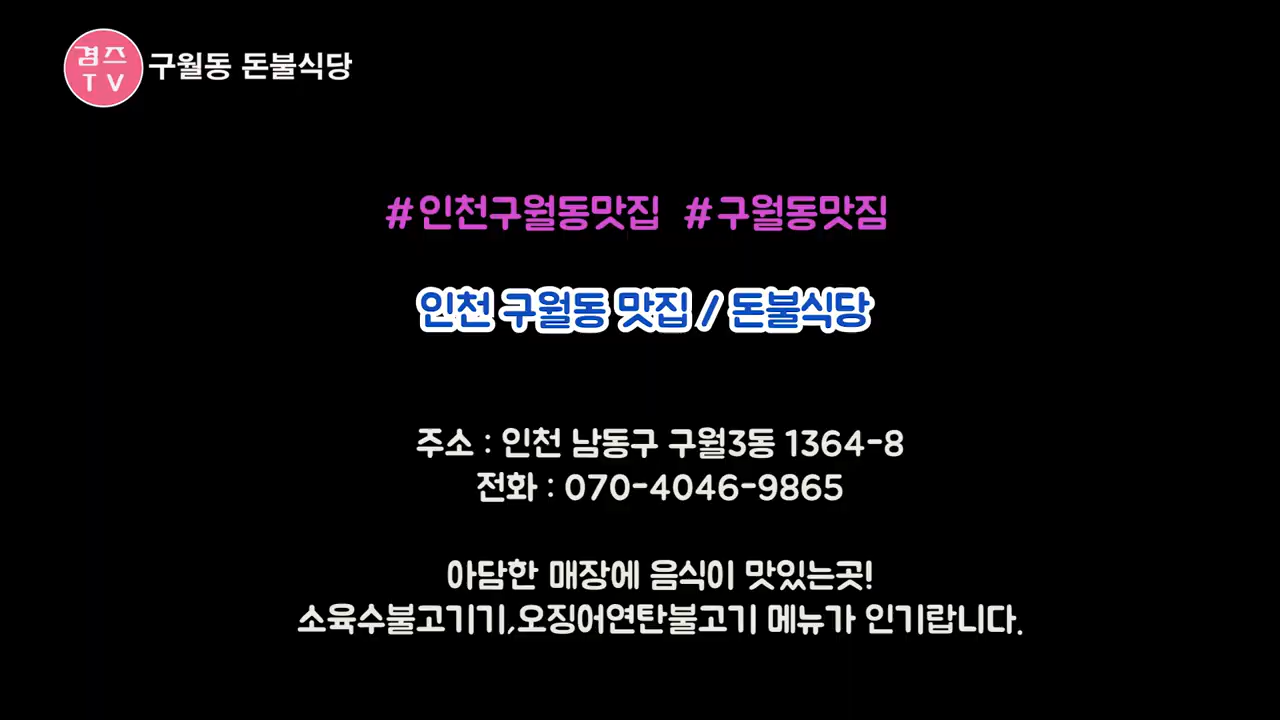 겸즈
TV
구월동 돈불식당
#인천구월동맛집 #구월동맛짐
인천 구월동 맛집 / 돈불식당
주소 : 인천 남동구 구월3동 1364-8
전화 : 070-4046-9865
아담한 매장에 음식이 맛있는곳!
소육수불고기기,오징어연탄불고기 메뉴가 인기랍니다.